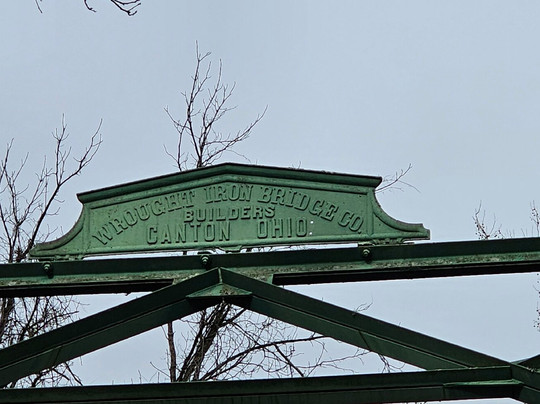 WROUGHT IRON BRIDGE CO.
BUILDERS
CANTON OHIO.